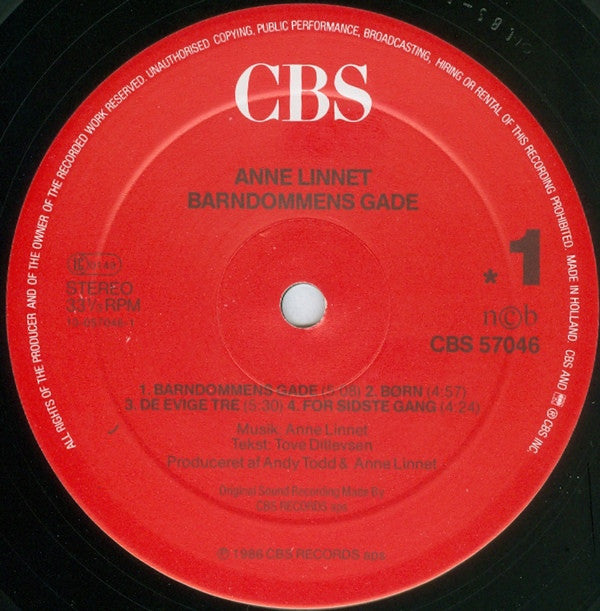 ALL RIGHTS OF THE PRODUCER AND OF THE OWNER OF THE RECORDED WORK RESERVED. UNAUTHORISED COPYING, PUBLIC PERFORMANCE, BROADCASTING, HIRING OR RENTAL OF THIS RECORDING PROHIBITED. MADE IN HOLLAND. CBS AND ℗ CBS INC.
CBS
ANNE LINNET
BARNDOMMENS GADE
STEREO
33⅓ RPM
* 1
n©b
CBS 57046
1. BARNDOMMENS GADE (5:08) 2. BØRN (4:57)
3. DE EVIGE TRE (5:30) 4. FOR SIDSTE GANG (4:24)
Musik: Anne Linnet
Tekst: Tove Ditlevsen
Produceret af Andy Todd & Anne Linnet
Original Sound Recording Made By
CBS RECORDS aps
© 1986 CBS RECORDS aps